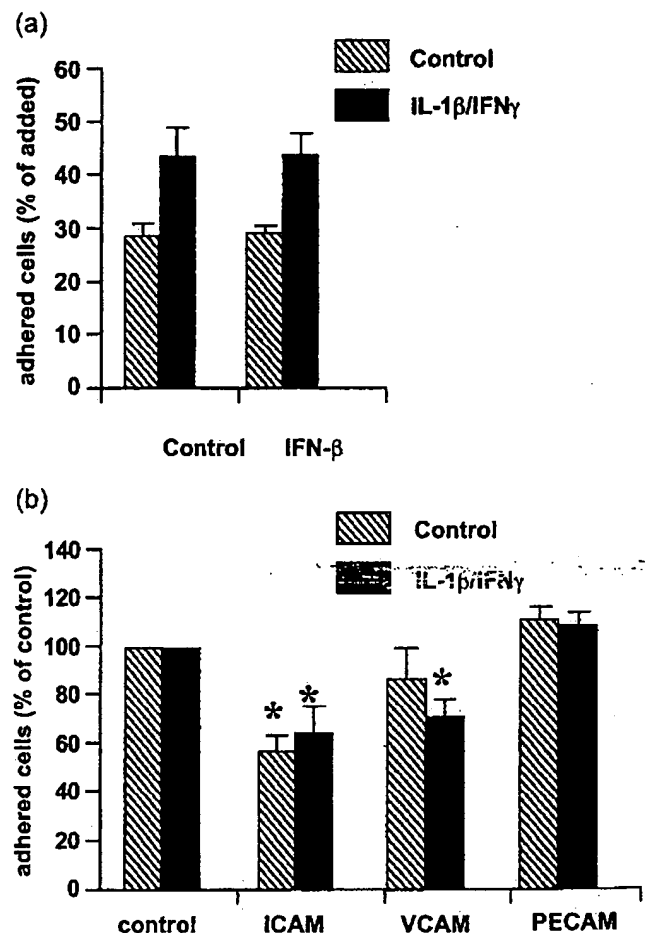 (a)
Control
IL-1β/IFNγ
60
50
40
30
20
10
0
adhered cells (% of added)
Control IFN-β
(b)
Control
IL-1β/IFNγ
140
120
100
80
60
40
20
0
adhered cells (% of control)
* * *
control ICAM VCAM PECAM